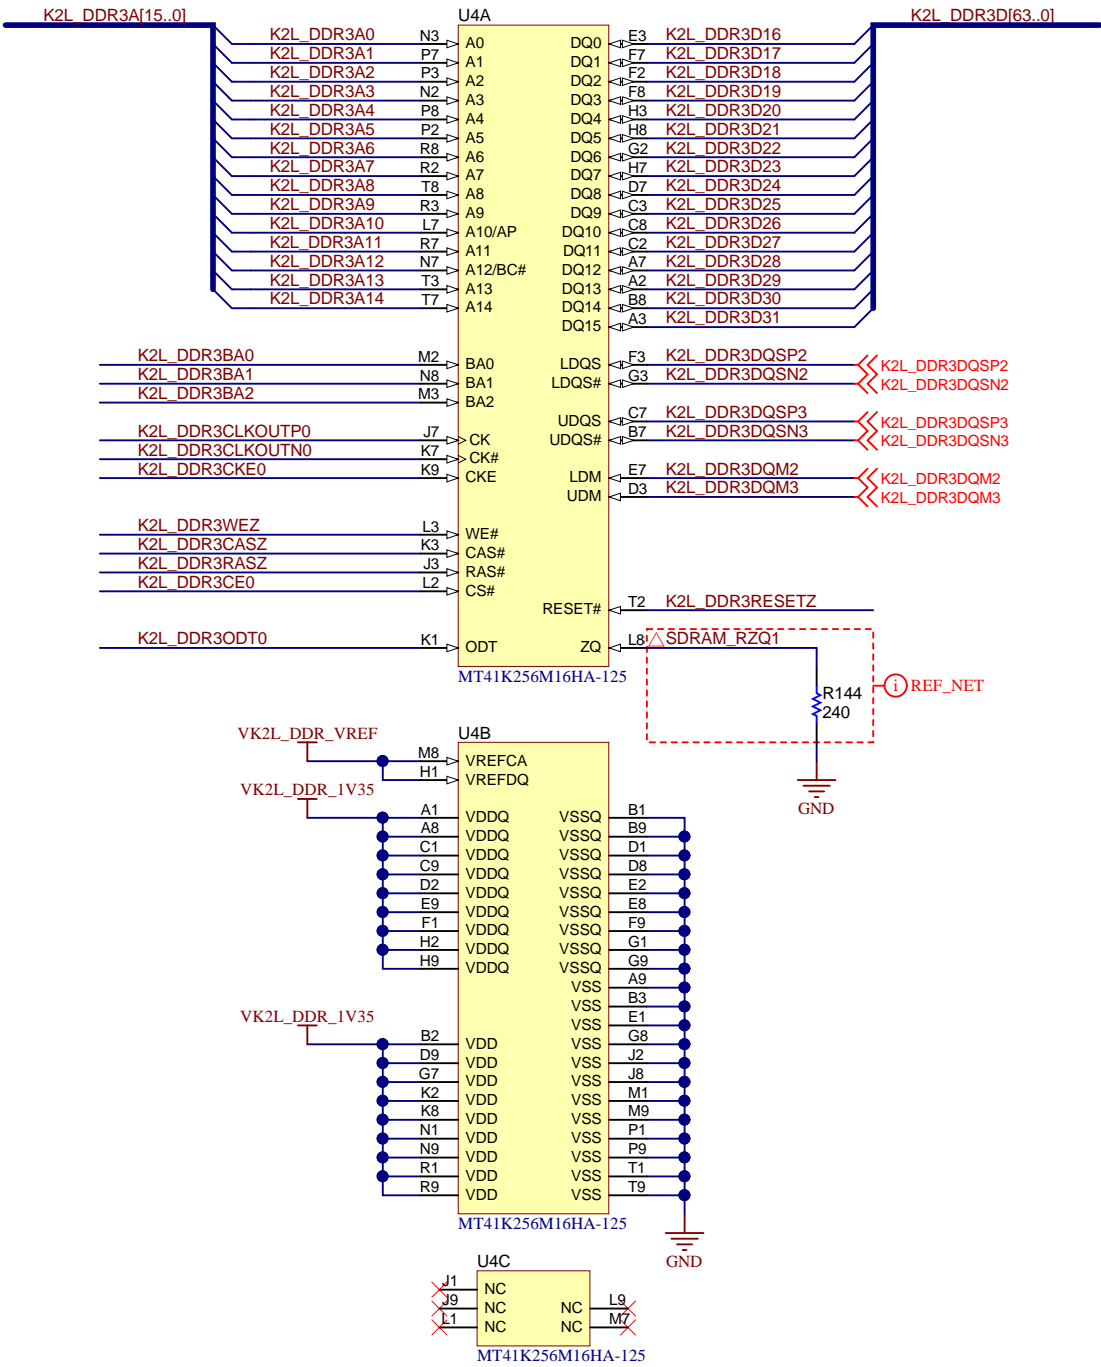 K2L_DDR3A[15..0] U4A K2L_DDR3D[63..0]
K2L_DDR3A0 N3 A0 DQ0 E3 K2L_DDR3D16
K2L_DDR3A1 P7 A1 DQ1 F7 K2L_DDR3D17
K2L_DDR3A2 P3 A2 DQ2 F2 K2L_DDR3D18
K2L_DDR3A3 N2 A3 DQ3 F8 K2L_DDR3D19
K2L_DDR3A4 P8 A4 DQ4 H3 K2L_DDR3D20
K2L_DDR3A5 P2 A5 DQ5 H8 K2L_DDR3D21
K2L_DDR3A6 R8 A6 DQ6 G2 K2L_DDR3D22
K2L_DDR3A7 R2 A7 DQ7 H7 K2L_DDR3D23
K2L_DDR3A8 T8 A8 DQ8 D7 K2L_DDR3D24
K2L_DDR3A9 R3 A9 DQ9 C3 K2L_DDR3D25
K2L_DDR3A10 L7 A10/AP DQ10 C8 K2L_DDR3D26
K2L_DDR3A11 R7 A11 DQ11 C2 K2L_DDR3D27
K2L_DDR3A12 N7 A12/BC# DQ12 A7 K2L_DDR3D28
K2L_DDR3A13 T3 A13 DQ13 A2 K2L_DDR3D29
K2L_DDR3A14 T7 A14 DQ14 B8 K2L_DDR3D30
DQ15 A3 K2L_DDR3D31
K2L_DDR3BA0 M2 BA0 LDQS F3 K2L_DDR3DQSP2 K2L_DDR3DQSP2
K2L_DDR3BA1 N8 BA1 LDQS# G3 K2L_DDR3DQSN2 K2L_DDR3DQSN2
K2L_DDR3BA2 M3 BA2
UDQS C7 K2L_DDR3DQSP3 K2L_DDR3DQSP3
K2L_DDR3CLKOUTP0 J7 CK UDQS# B7 K2L_DDR3DQSN3 K2L_DDR3DQSN3
K2L_DDR3CLKOUTN0 K7 CK#
K2L_DDR3CKE0 K9 CKE LDM E7 K2L_DDR3DQM2 K2L_DDR3DQM2
UDM D3 K2L_DDR3DQM3 K2L_DDR3DQM3
K2L_DDR3WEZ L3 WE#
K2L_DDR3CASZ K3 CAS#
K2L_DDR3RASZ J3 RAS#
K2L_DDR3CE0 L2 CS#
RESET# T2 K2L_DDR3RESETZ
K2L_DDR3ODT0 K1 ODT ZQ L8 SDRAM_RZQ1
MT41K256M16HA-125
i REF_NET
R144
240
GND
U4B
VK2L_DDR_VREF
M8 VREFCA
H1 VREFDQ
VK2L_DDR_1V35
A1 VDDQ VSSQ B1
A8 VDDQ VSSQ B9
C1 VDDQ VSSQ D1
C9 VDDQ VSSQ D8
D2 VDDQ VSSQ E2
E9 VDDQ VSSQ E8
F1 VDDQ VSSQ F9
H2 VDDQ VSSQ G1
H9 VDDQ VSSQ G9
VSS A9
VSS B3
VK2L_DDR_1V35 VSS E1
B2 VDD VSS G8
D9 VDD VSS J2
G7 VDD VSS J8
K2 VDD VSS M1
K8 VDD VSS M9
N1 VDD VSS P1
N9 VDD VSS P9
R1 VDD VSS T1
R9 VDD VSS T9
MT41K256M16HA-125
GND
U4C
J1 NC
J9 NC NC L9
L1 NC NC M7
MT41K256M16HA-125